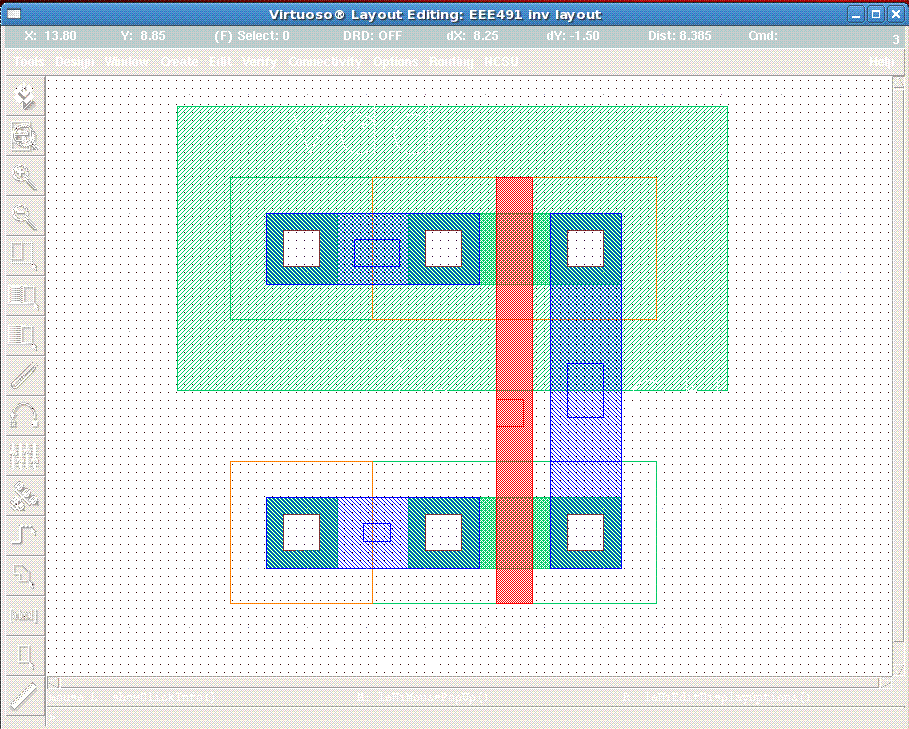 Virtuoso® Layout Editing: EEE491 inv layout
X: 13.80 Y: 8.85 (F) Select: 0 DRD: OFF dX: 8.25 dY: -1.50 Dist: 8.385 Cmd: 3
Tools Design Window Create Edit Verify Connectivity Options Routing NCSU Help
vdd